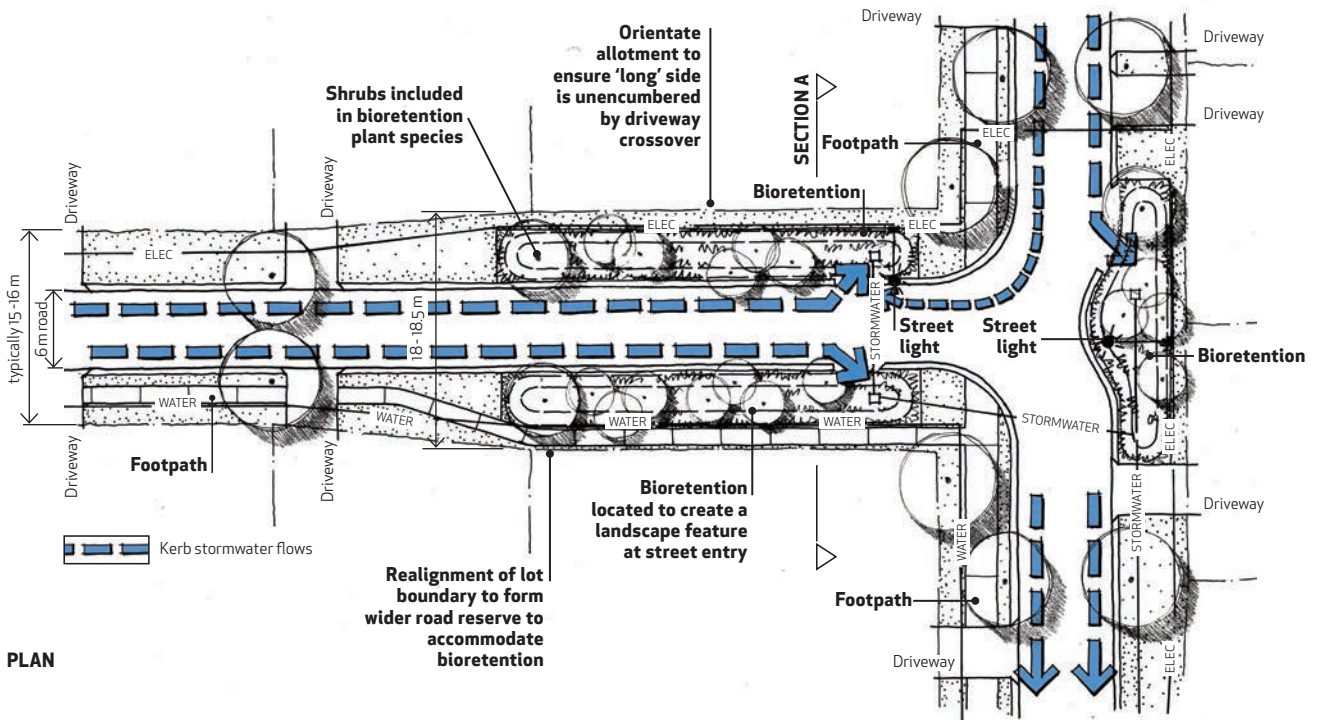 Driveway
Driveway
Driveway
Orientate
allotment to
ensure ‘long’ side
is unencumbered
by driveway
crossover
SECTION A
Shrubs included
in bioretention
plant species
Footpath
ELEC
ELEC
Bioretention
Driveway
Driveway
ELEC
ELEC
ELEC
typically 15-16 m
6 m road
18-18.5 m
STORMWATER
Street
light
Street
light
Bioretention
ELEC
WATER
WATER
WATER
WATER
STORMWATER
Footpath
Driveway
Driveway
Bioretention
located to create a
landscape feature
at street entry
WATER
STORMWATER
Driveway
Kerb stormwater flows
Realignment of lot
boundary to form
wider road reserve to
accommodate
bioretention
Footpath
Driveway
ELEC
PLAN